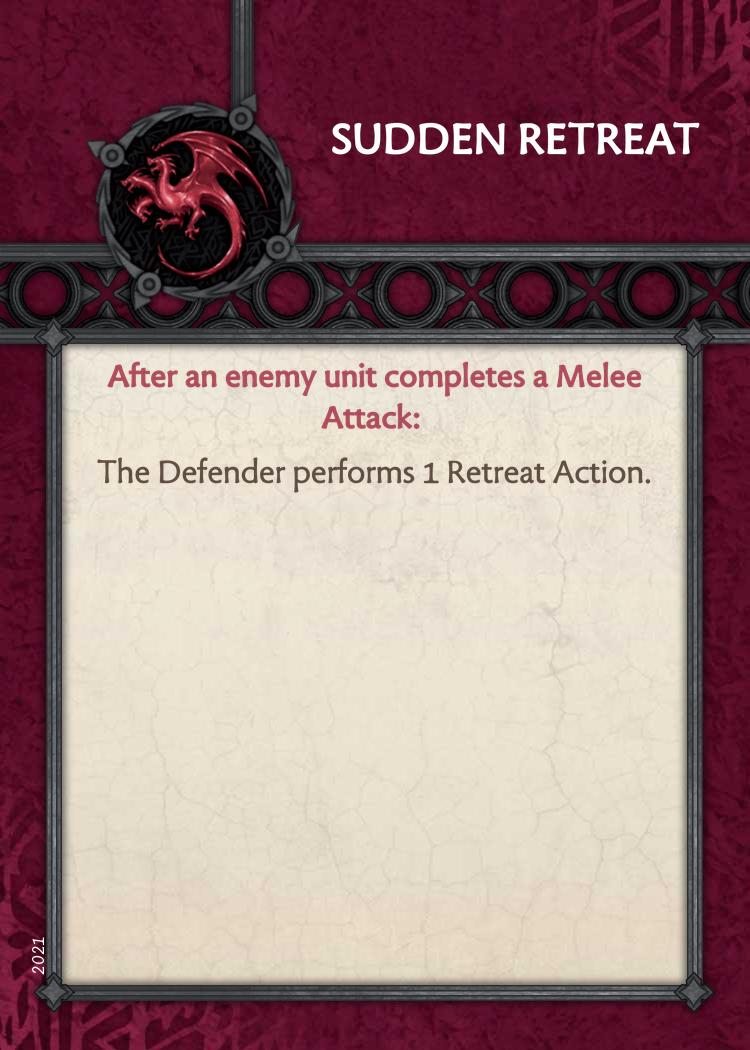 SUDDEN RETREAT
After an enemy unit completes a Melee
Attack:
The Defender performs 1 Retreat Action.
2021